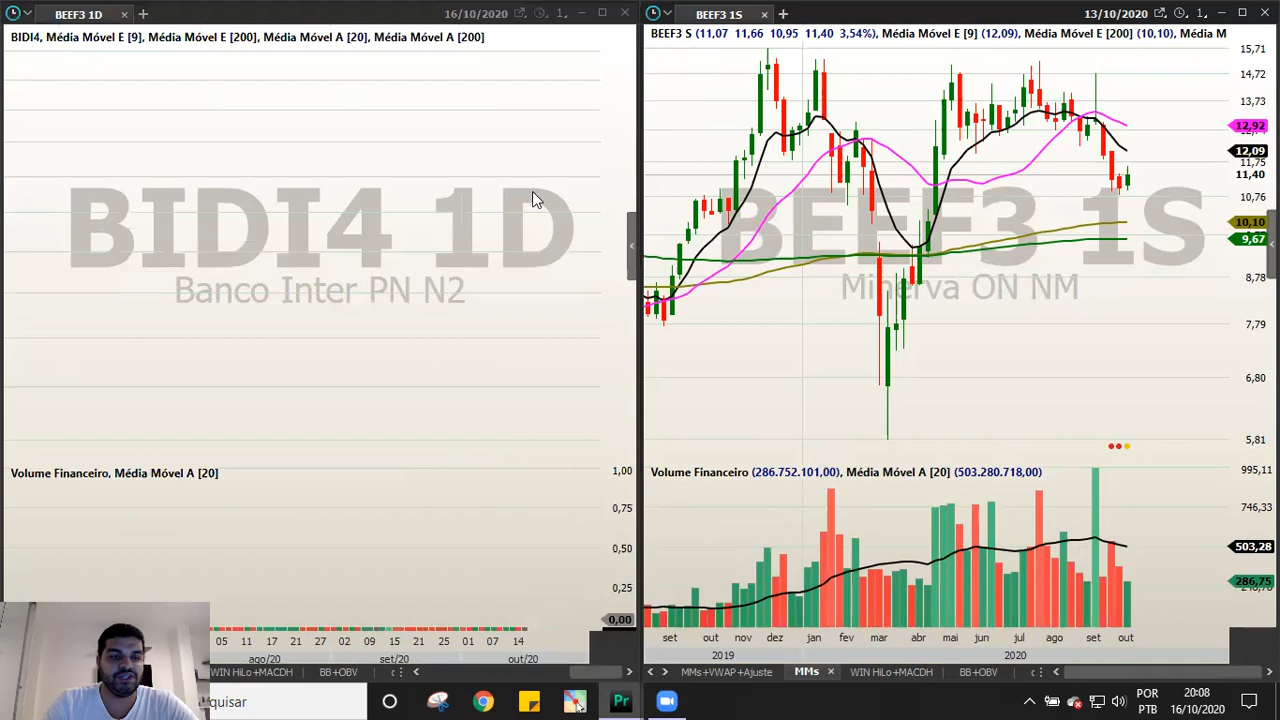 BEEF3 1D
16/10/2020
1
BEEF3 1S
13/10/2020
1
BIDI4, Média Móvel E [9], Média Móvel E [200], Média Móvel A [20], Média Móvel A [200]
BIDI4 1D
Banco Inter PN N2
Volume Financeiro, Média Móvel A [20]
1,00
0,75
0,50
0,25
0,00
05 11 17 21 27 02 09 15 21 25 01 07 14
ago/20 set/20 out/20
BEEF3 S (11,07 11,66 10,95 11,40 3,54%), Média Móvel E [9] (12,09), Média Móvel E [200] (10,10), Média M
BEEF3 1S
Minerva ON NM
15,71
14,72
13,73
12,92
12,09
11,75
11,40
10,76
10,10
9,67
8,78
7,79
6,80
5,81
Volume Financeiro (286.752.101,00), Média Móvel A [20] (503.280.718,00)
995,11
746,33
503,28
286,75
set out nov dez jan fev mar abr mai jun jul ago set out
2019 2020
WIN HiLo+MACDH BB+OBV
MMs+VWAP+Ajuste MMs WIN HiLo+MACDH BB+OBV
quisar
Pr
POR
PTB
20:08
16/10/2020